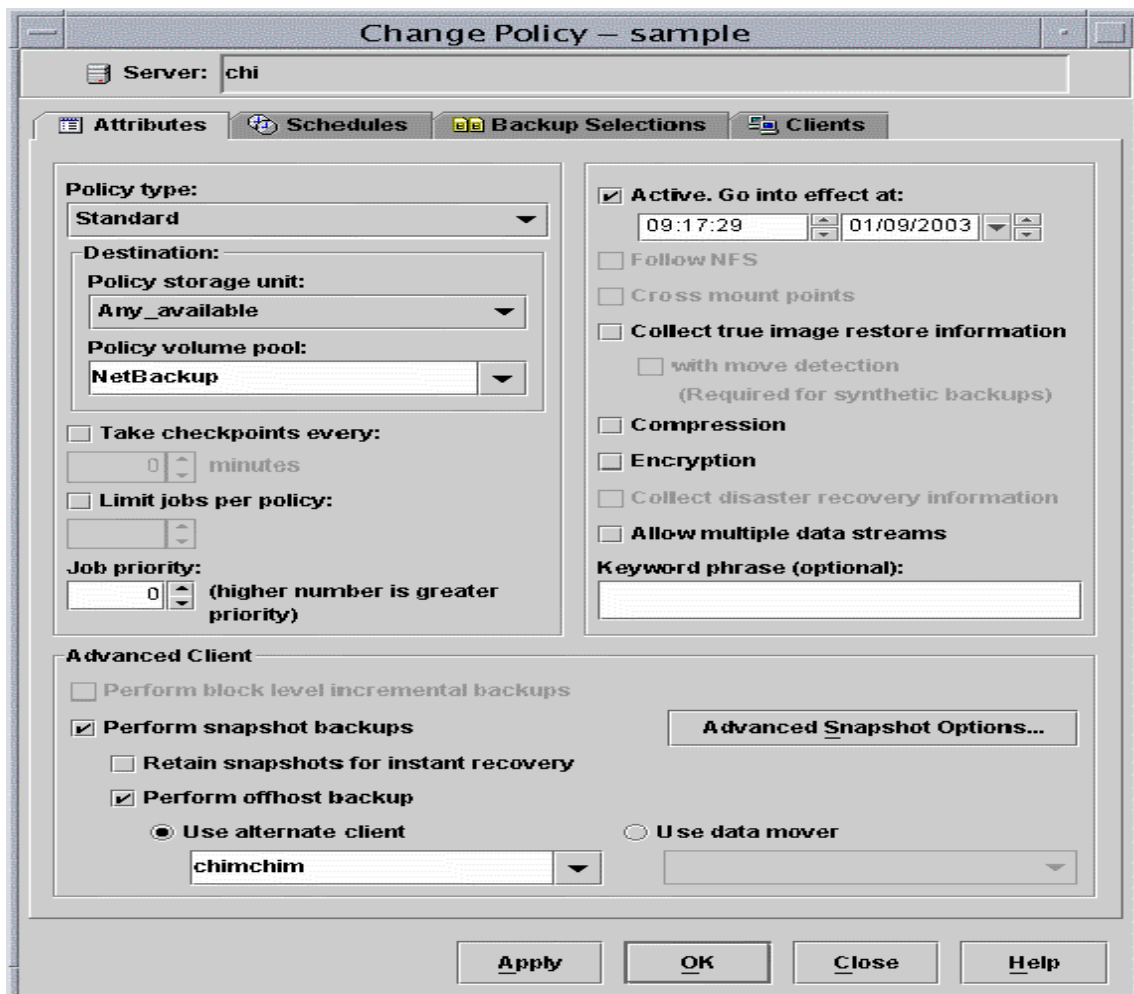 Change Policy – sample
Server: chi
Attributes
Schedules
Backup Selections
Clients
Policy type:
Standard
Destination:
Policy storage unit:
Any_available
Policy volume pool:
NetBackup
Take checkpoints every:
0 minutes
Limit jobs per policy:
Job priority:
0 (higher number is greater
priority)
Active. Go into effect at:
09:17:29 01/09/2003
Follow NFS
Cross mount points
Collect true image restore information
with move detection
(Required for synthetic backups)
Compression
Encryption
Collect disaster recovery information
Allow multiple data streams
Keyword phrase (optional):
Advanced Client
Perform block level incremental backups
Perform snapshot backups
Advanced Snapshot Options...
Retain snapshots for instant recovery
Perform offhost backup
Use alternate client
Use data mover
chimchim
Apply
OK
Close
Help